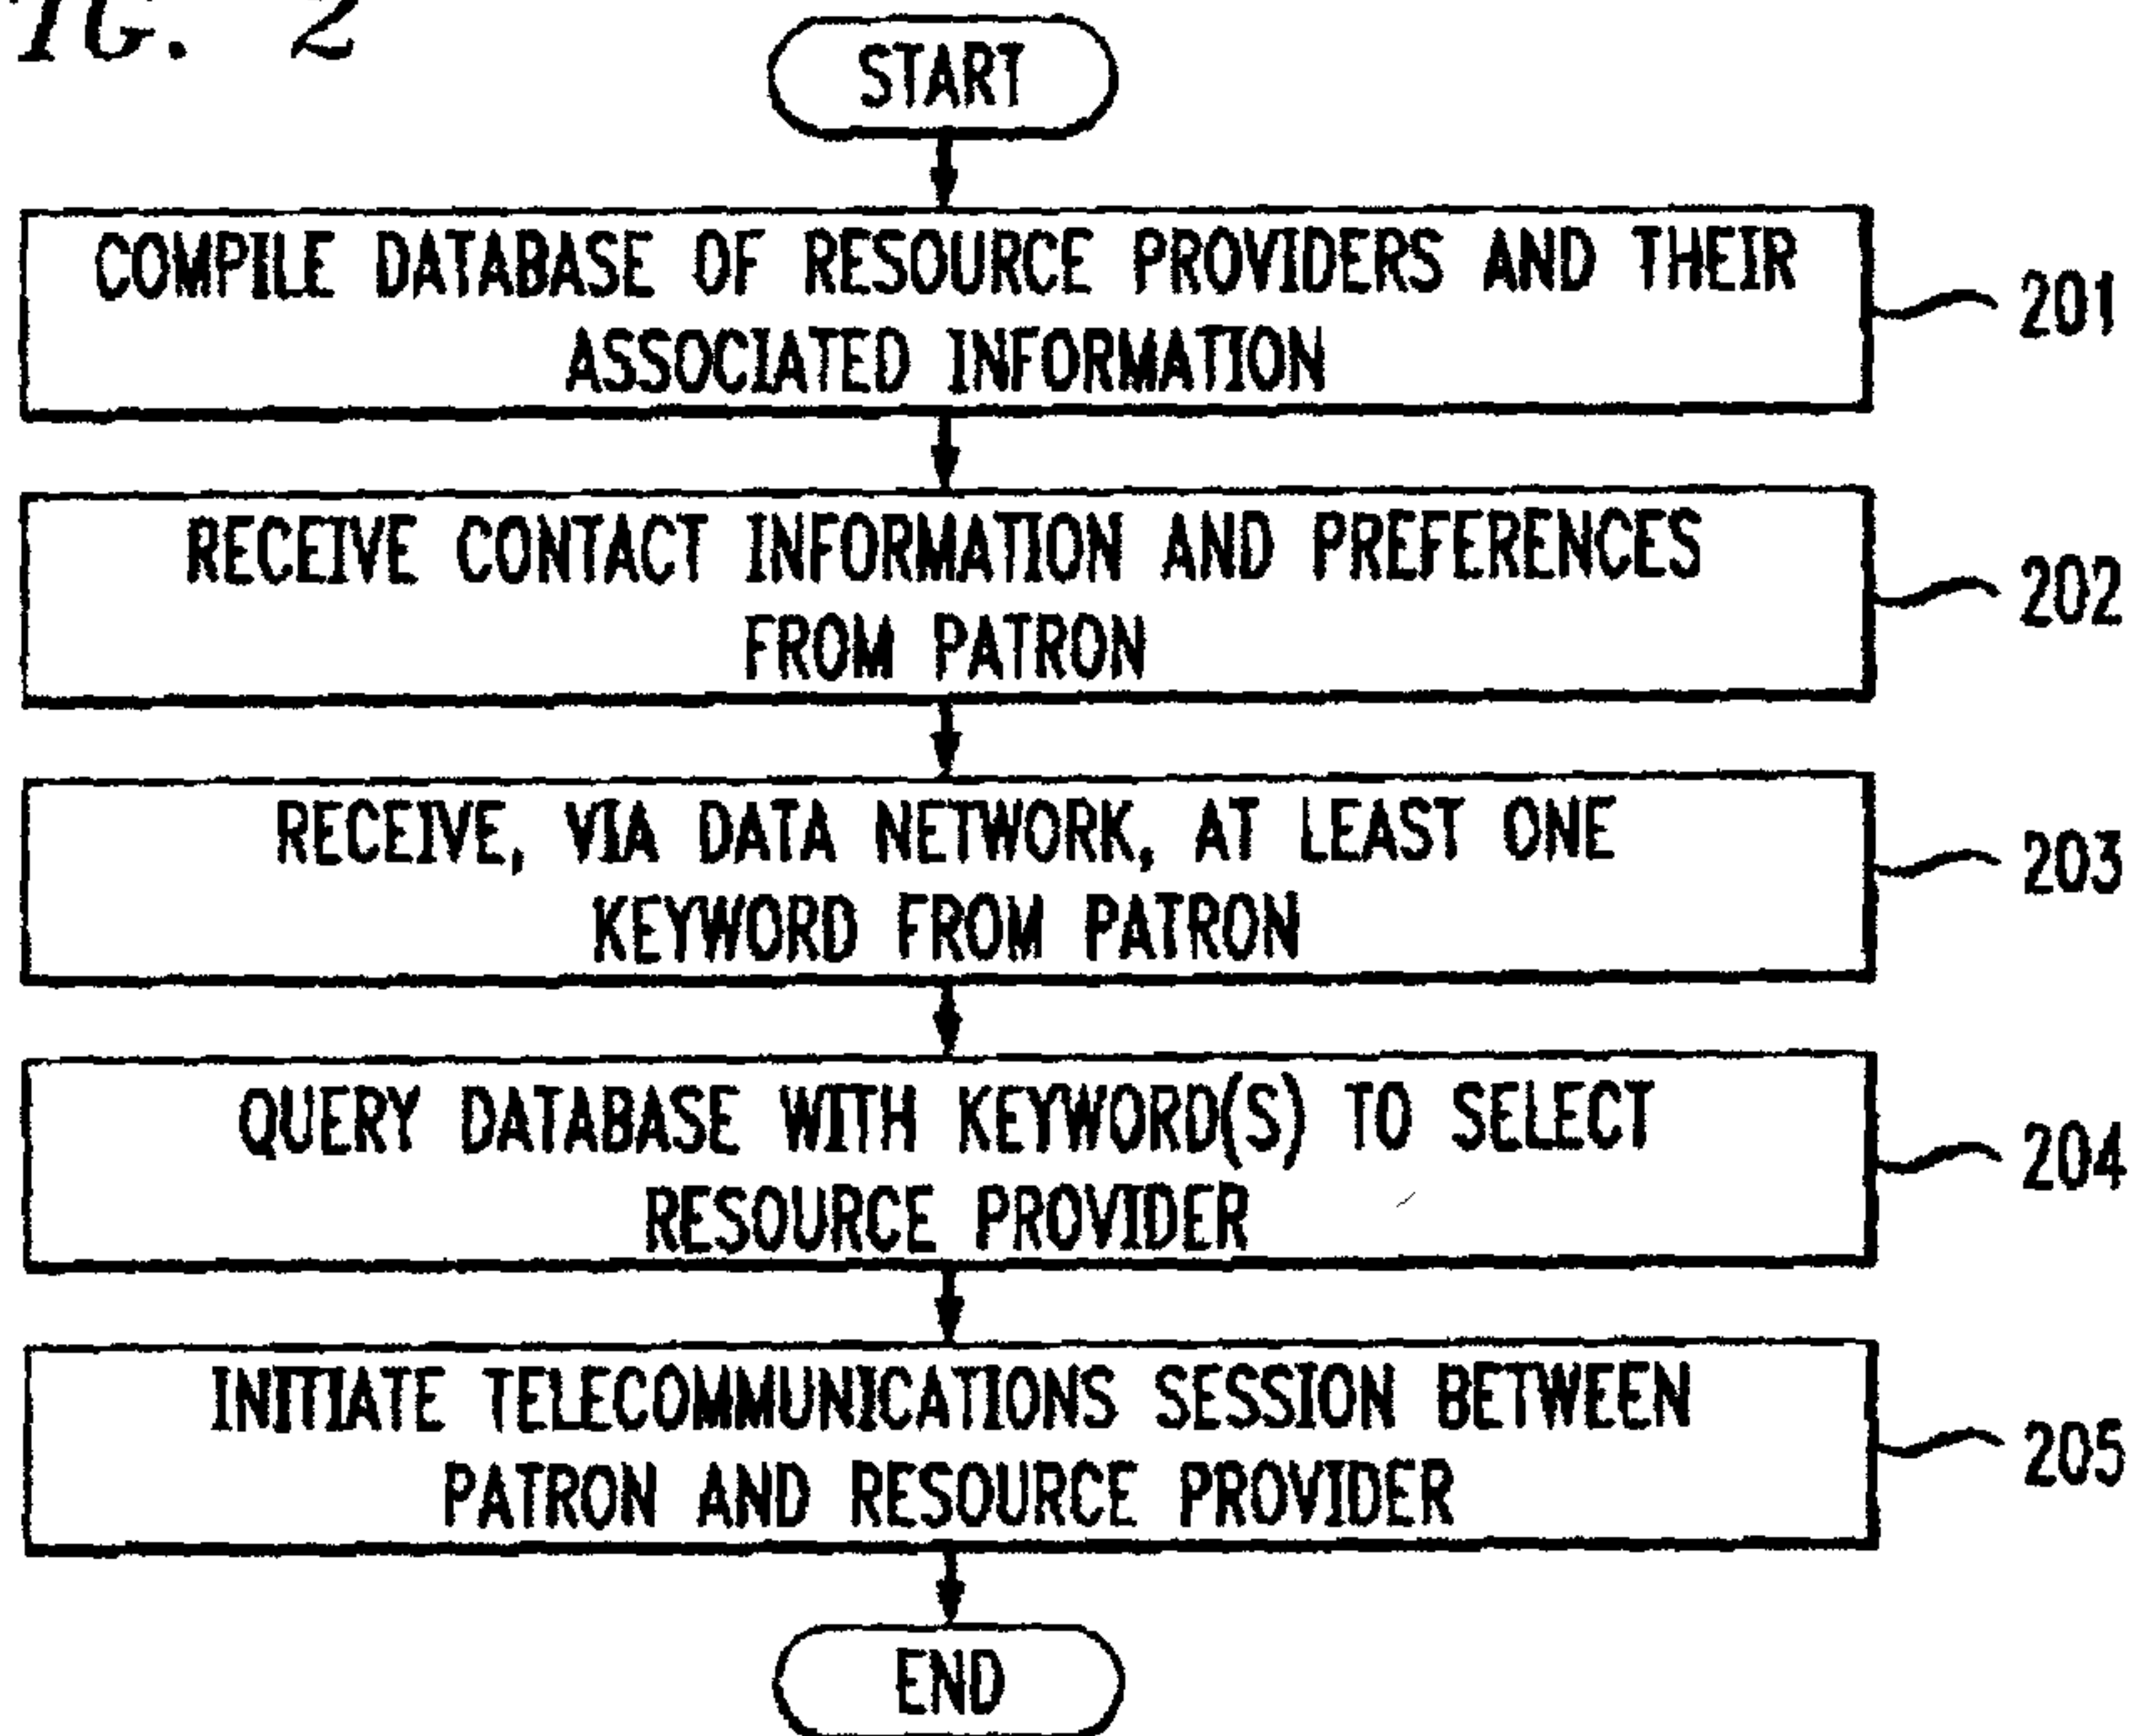 IG. 2
START
COMPILE DATABASE OF RESOURCE PROVIDERS AND THEIR
ASSOCIATED INFORMATION
201
RECEIVE CONTACT INFORMATION AND PREFERENCES
FROM PATRON
202
RECEIVE, VIA DATA NETWORK, AT LEAST ONE
KEYWORD FROM PATRON
203
QUERY DATABASE WITH KEYWORD(S) TO SELECT
RESOURCE PROVIDER
204
INITIATE TELECOMMUNICATIONS SESSION BETWEEN
PATRON AND RESOURCE PROVIDER
205
END